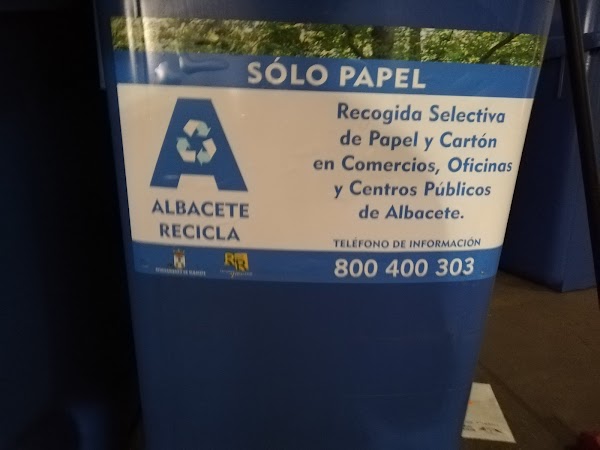 SÓLO PAPEL
Recogida Selectiva
de Papel y Cartón
en Comercios, Oficinas
y Centros Públicos
de Albacete.
A
ALBACETE
RECICLA
TELÉFONO DE INFORMACIÓN
800 400 303